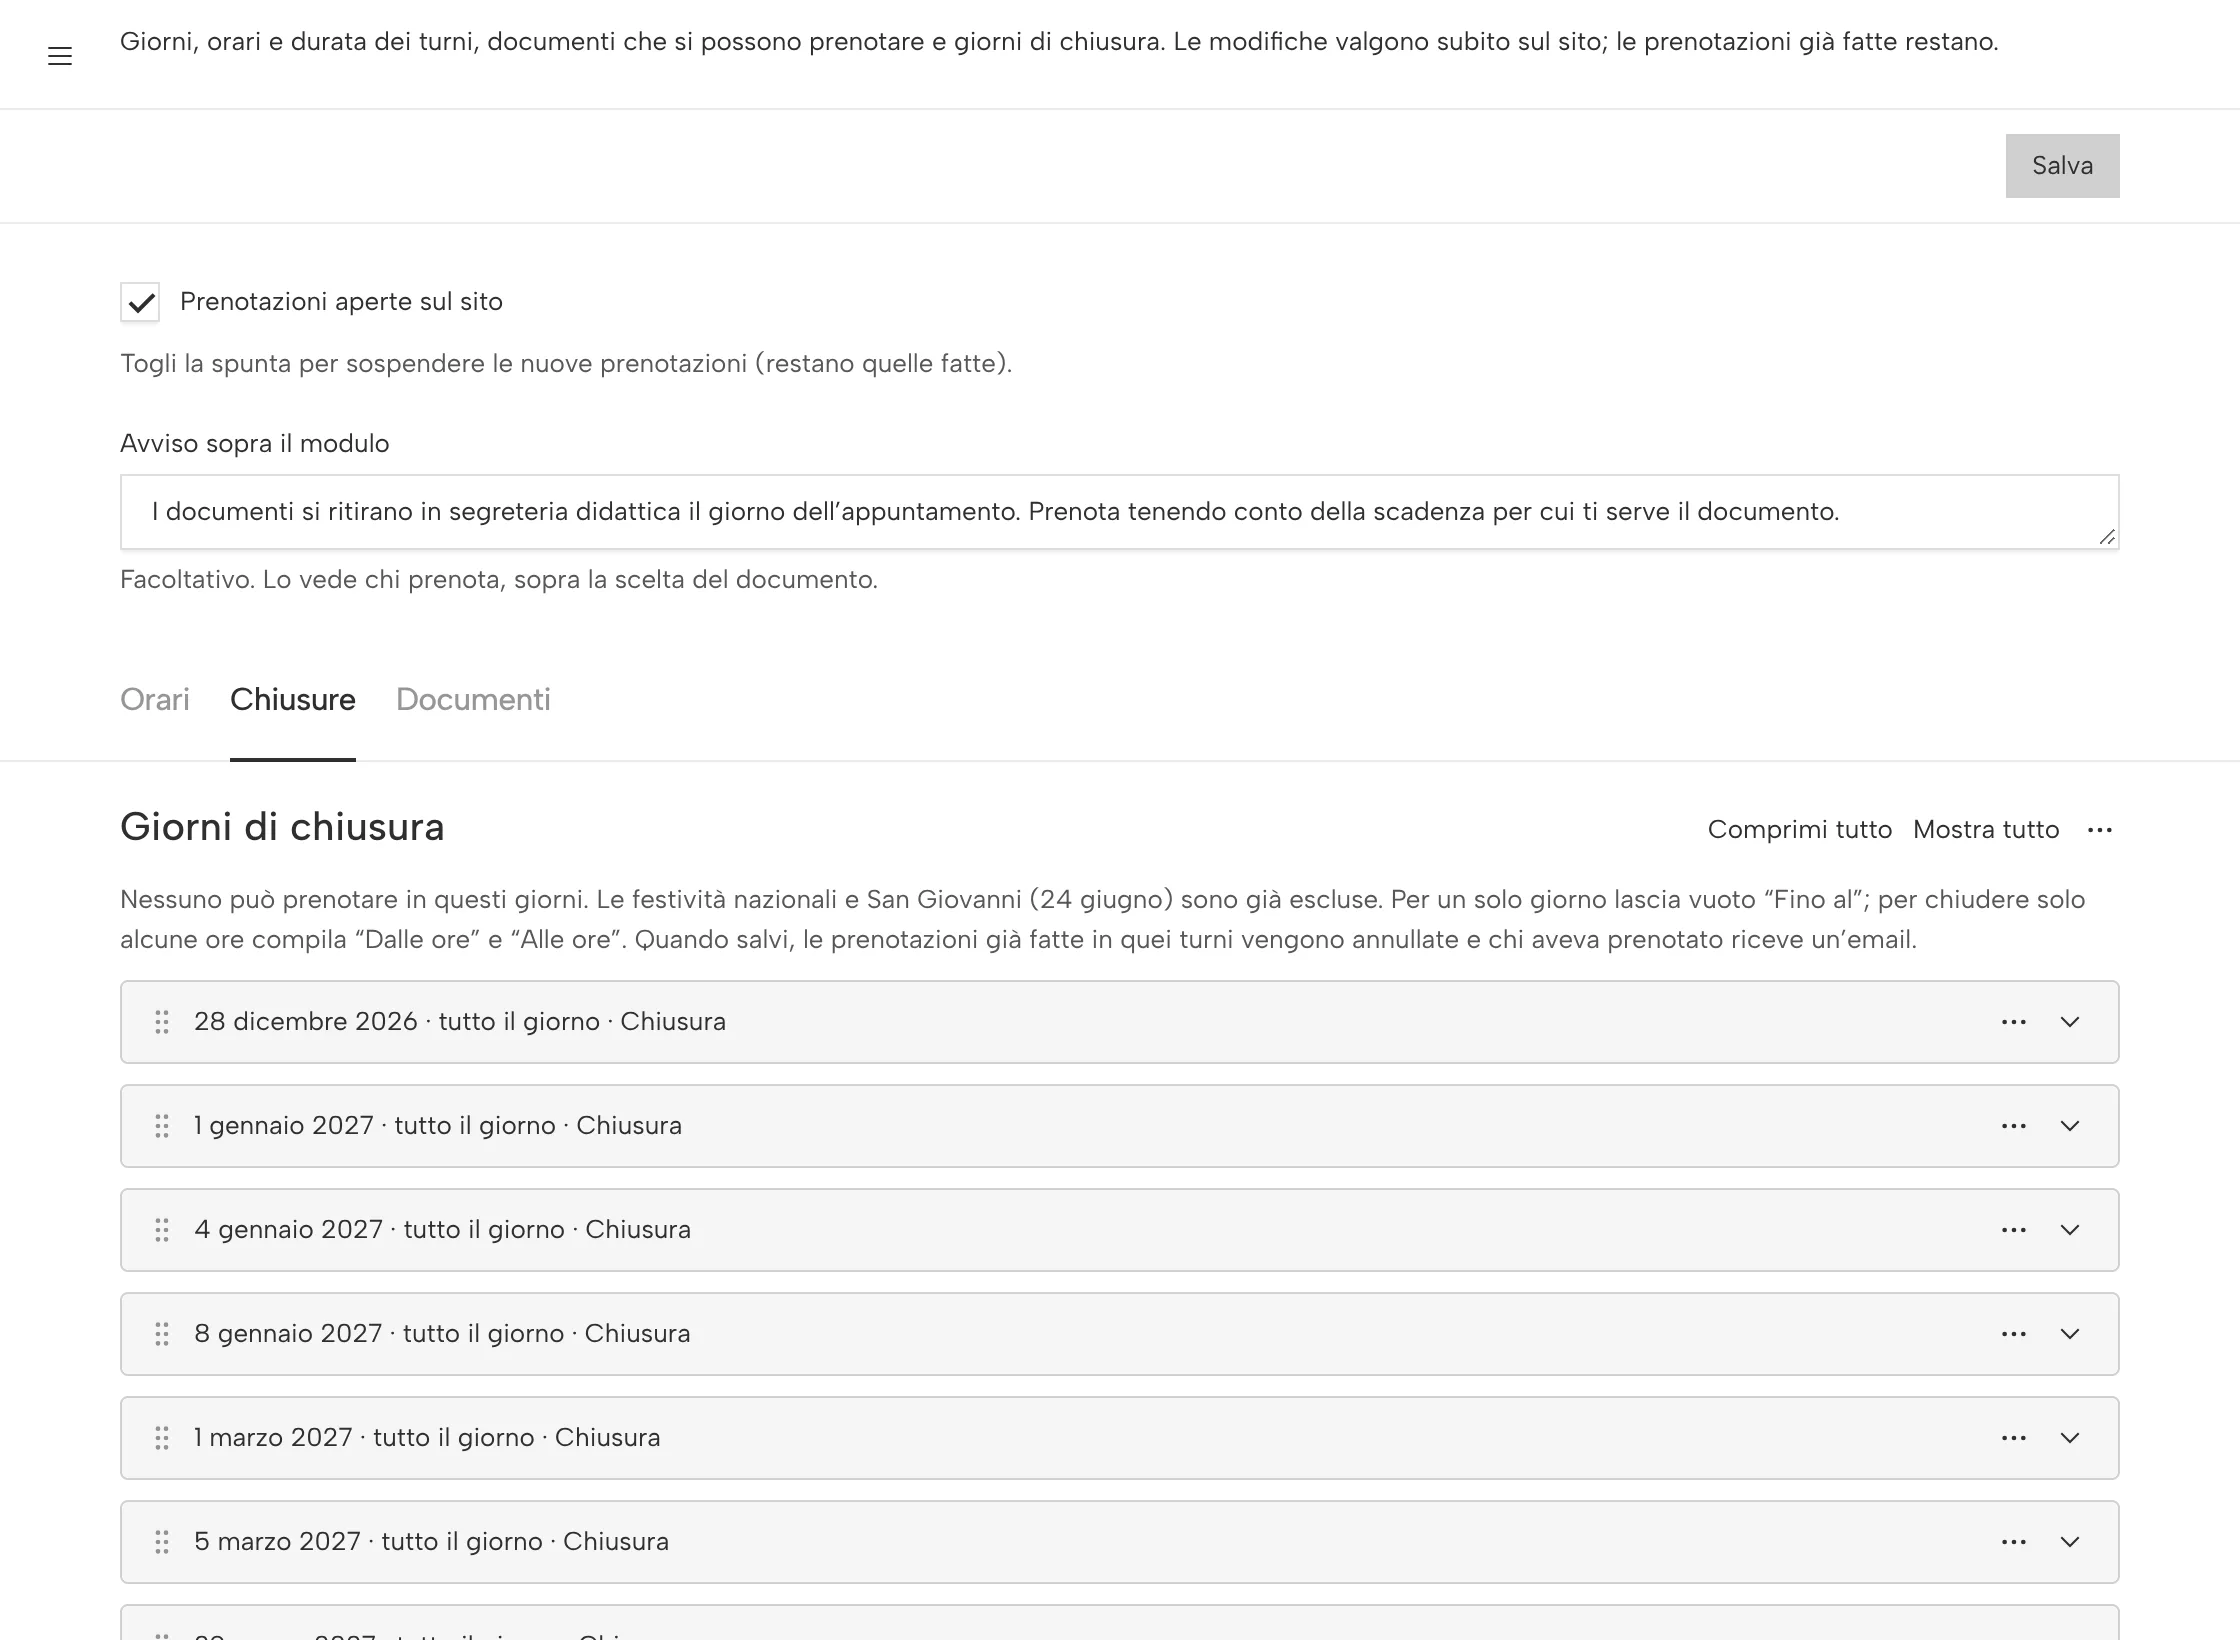 Giorni, orari e durata dei turni, documenti che si possono prenotare e giorni di chiusura. Le modifiche valgono subito sul sito; le prenotazioni già fatte restano.
Salva
Prenotazioni aperte sul sito
Togli la spunta per sospendere le nuove prenotazioni (restano quelle fatte).
Avviso sopra il modulo
I documenti si ritirano in segreteria didattica il giorno dell’appuntamento. Prenota tenendo conto della scadenza per cui ti serve il documento.
Facoltativo. Lo vede chi prenota, sopra la scelta del documento.
Orari Chiusure Documenti
Giorni di chiusura
Comprimi tutto Mostra tutto
Nessuno può prenotare in questi giorni. Le festività nazionali e San Giovanni (24 giugno) sono già escluse. Per un solo giorno lascia vuoto “Fino al”; per chiudere solo
alcune ore compila “Dalle ore” e “Alle ore”. Quando salvi, le prenotazioni già fatte in quei turni vengono annullate e chi aveva prenotato riceve un’email.
28 dicembre 2026 · tutto il giorno · Chiusura
1 gennaio 2027 · tutto il giorno · Chiusura
4 gennaio 2027 · tutto il giorno · Chiusura
8 gennaio 2027 · tutto il giorno · Chiusura
1 marzo 2027 · tutto il giorno · Chiusura
5 marzo 2027 · tutto il giorno · Chiusura